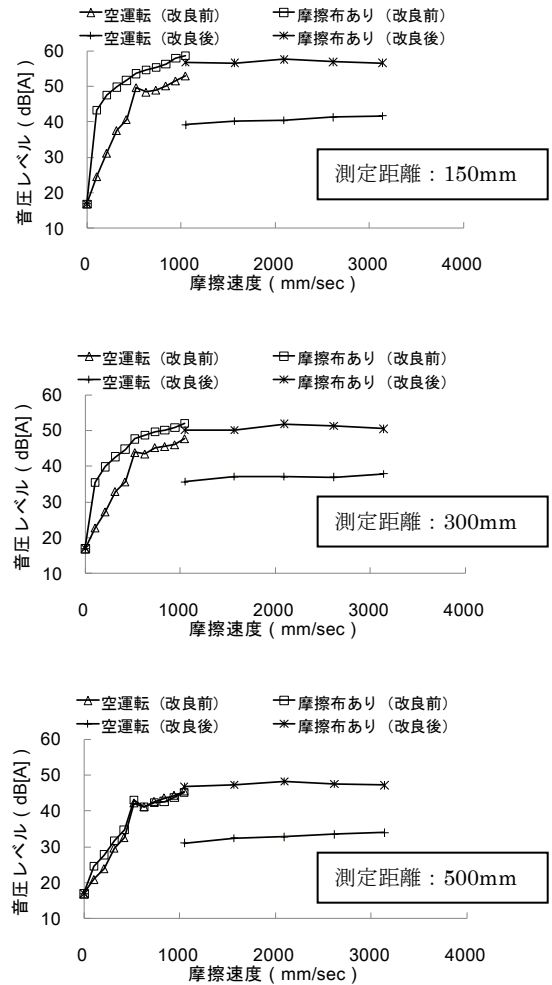 空運転（改良前） 摩擦布あり（改良前）
空運転（改良後） 摩擦布あり（改良後）
60
50
40
30
20
10
音圧レベル ( dB[A] )
測定距離：150mm
0 1000 2000 3000 4000
摩擦速度 ( mm/sec )
空運転（改良前） 摩擦布あり（改良前）
空運転（改良後） 摩擦布あり（改良後）
60
50
40
30
20
10
音圧レベル ( dB[A] )
測定距離：300mm
0 1000 2000 3000 4000
摩擦速度 ( mm/sec )
空運転（改良前） 摩擦布あり（改良前）
空運転（改良後） 摩擦布あり（改良後）
60
50
40
30
20
10
音圧レベル ( dB[A] )
測定距離：500mm
0 1000 2000 3000 4000
摩擦速度 ( mm/sec )